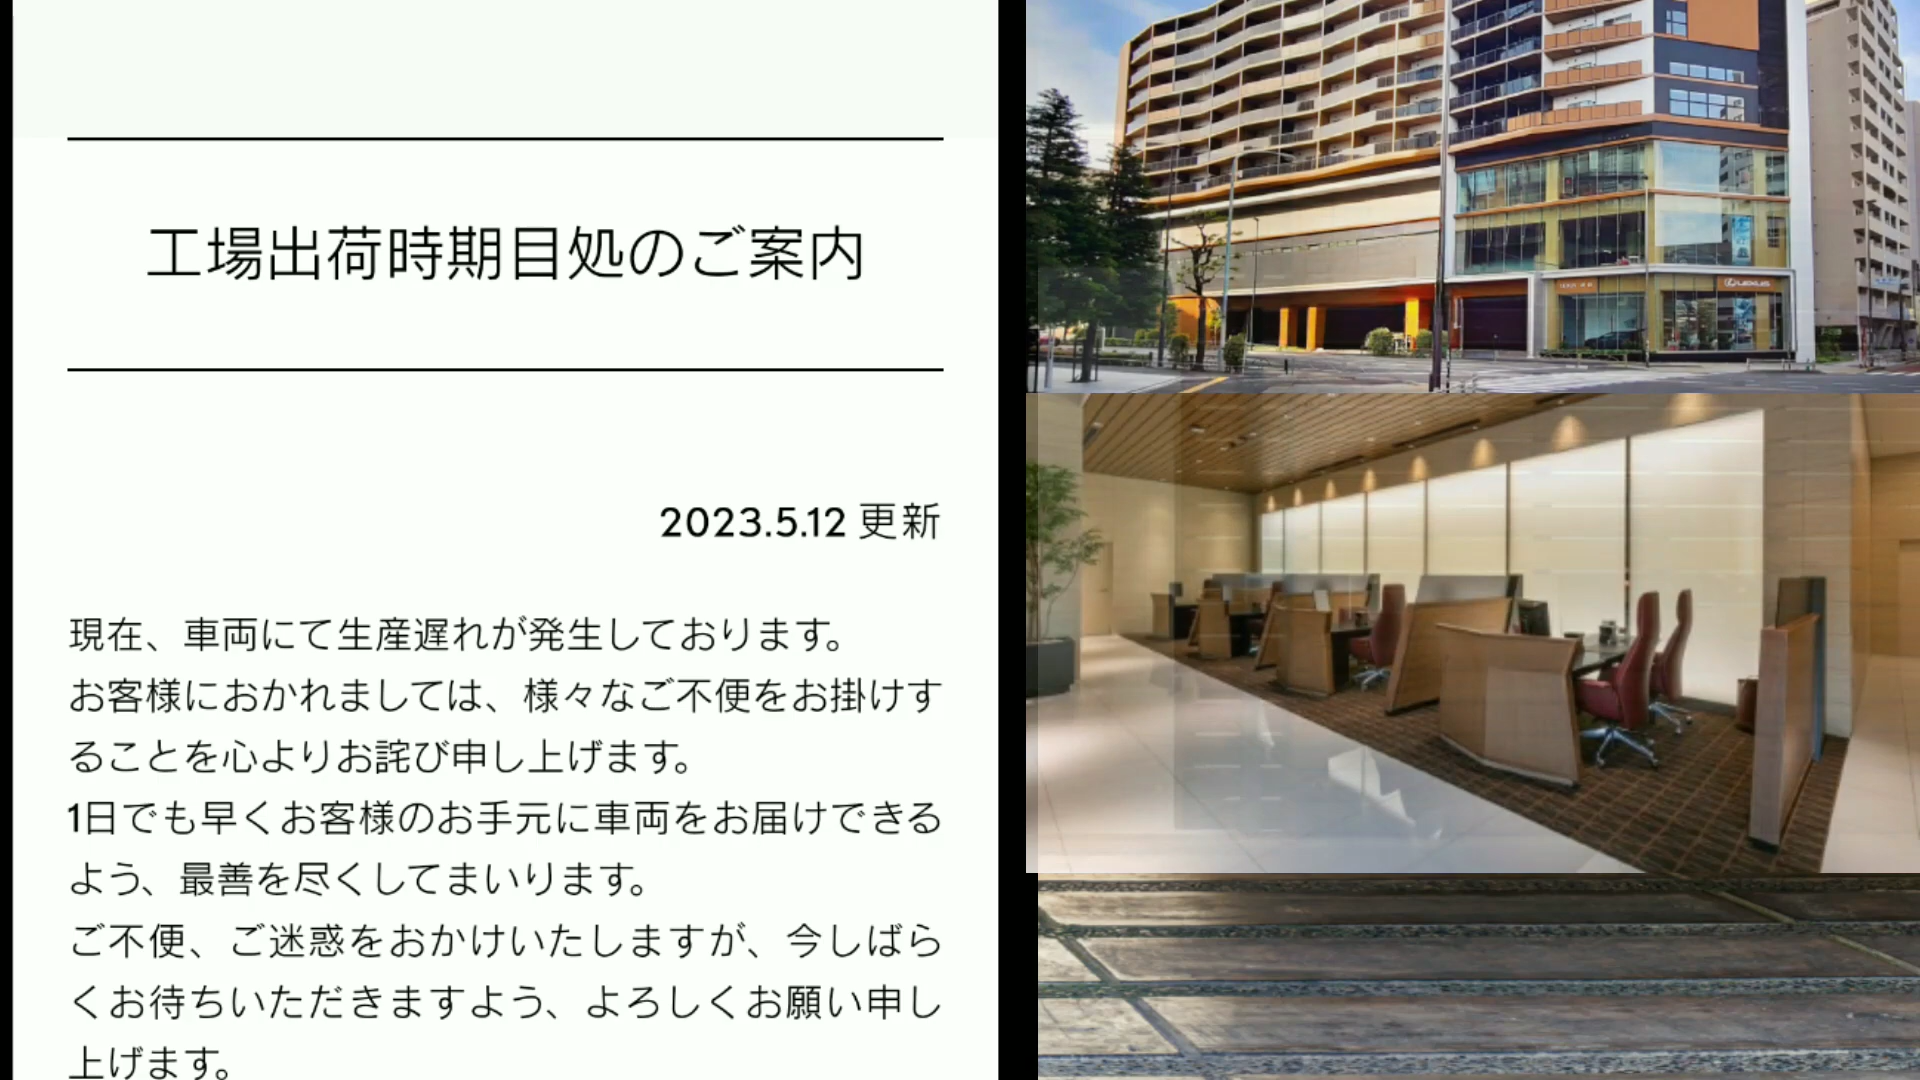 工場出荷時期目処のご案内
2023.5.12 更新
現在、車両にて生産遅れが発生しております。
お客様におかれましては、様々なご不便をお掛けす
ることを心よりお詫び申し上げます。
1日でも早くお客様のお手元に車両をお届けできる
よう、最善を尽くしてまいります。
ご不便、ご迷惑をおかけいたしますが、今しばら
くお待ちいただきますよう、よろしくお願い申し
上げます。
LEXUS